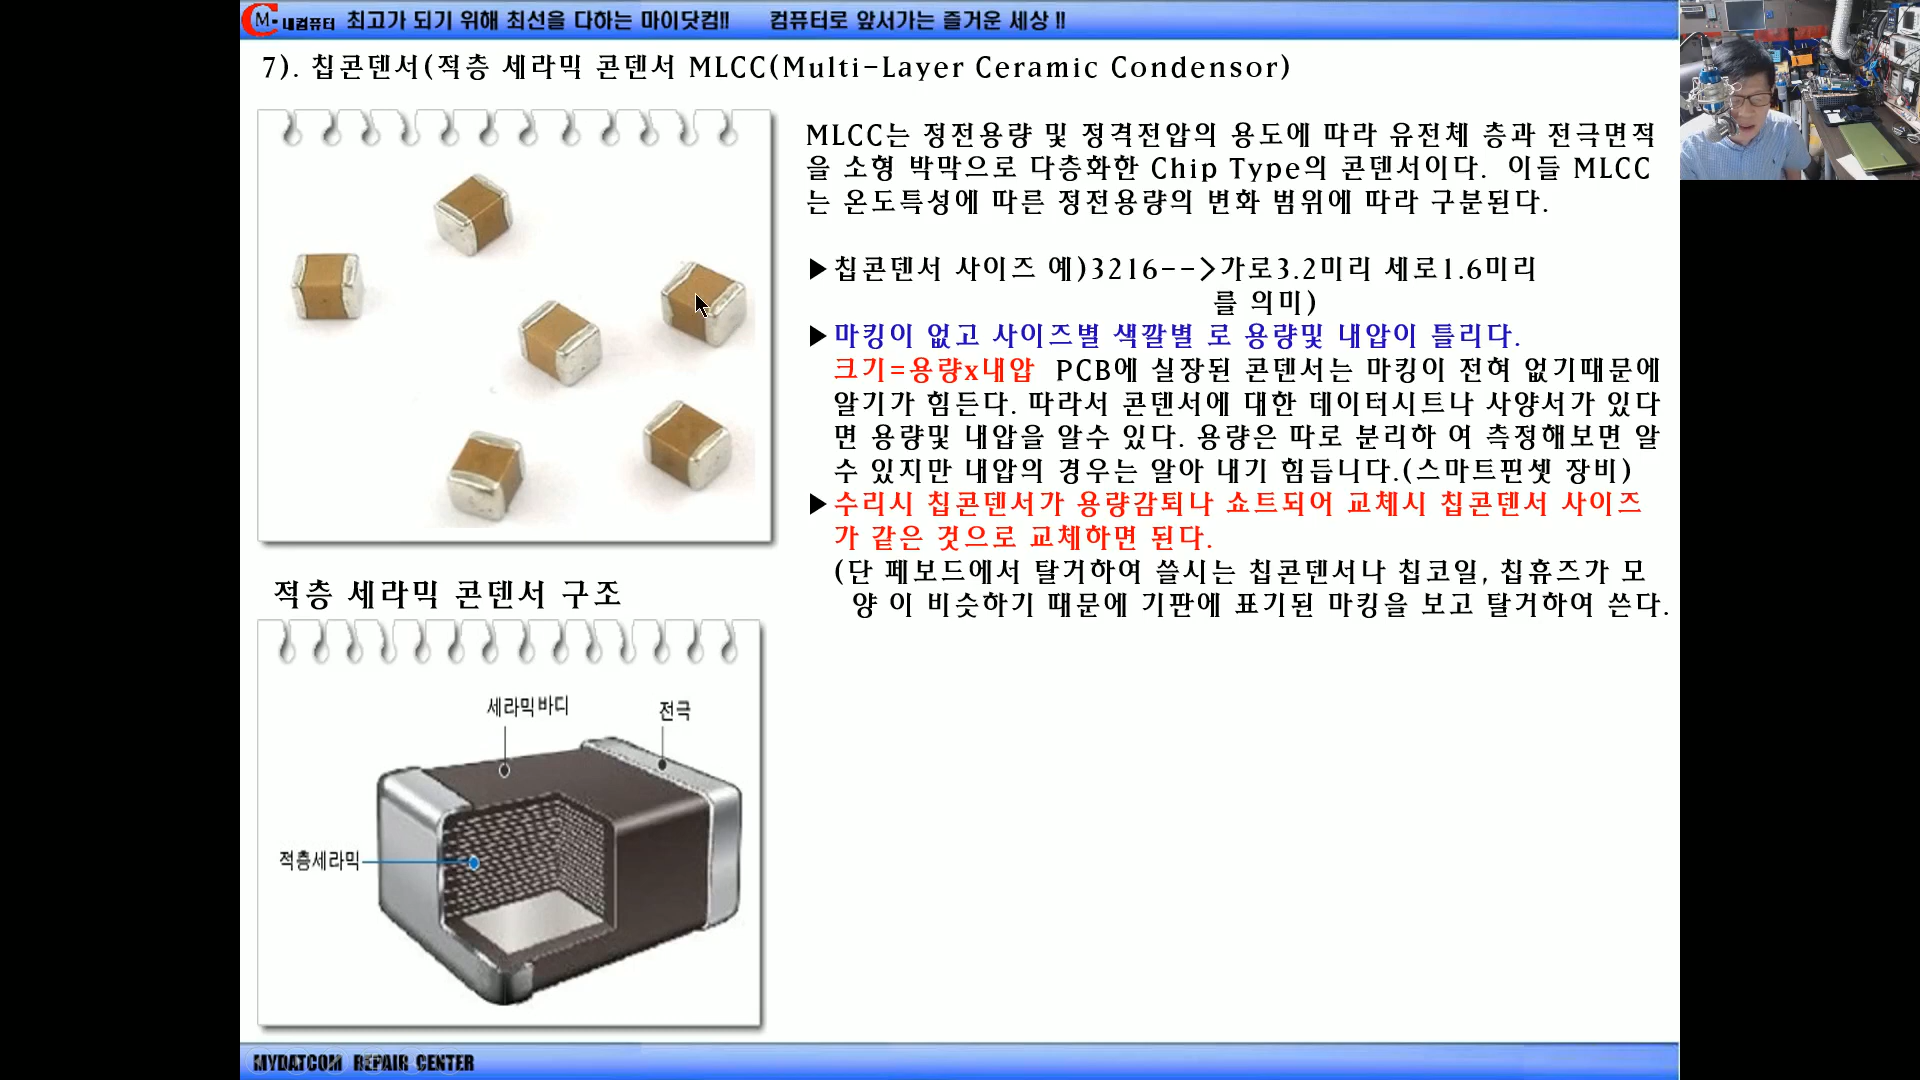 M. 내컴퓨터 최고가 되기 위해 최선을 다하는 마이닷컴!! 컴퓨터로 앞서가는 즐거운 세상 !!
7). 칩콘덴서(적층 세라믹 콘덴서 MLCC(Multi-Layer Ceramic Condensor)
MLCC는 정전용량 및 정격전압의 용도에 따라 유전체 층과 전극면적
을 소형 박막으로 다층화한 Chip Type의 콘덴서이다. 이들 MLCC
는 온도특성에 따른 정전용량의 변화 범위에 따라 구분된다.
▶칩콘덴서 사이즈 예)3216-->가로3.2미리 세로1.6미리
를 의미)
▶마킹이 없고 사이즈별 색깔별 로 용량및 내압이 틀리다.
크기=용량x내압 PCB에 실장된 콘덴서는 마킹이 전혀 없기때문에
알기가 힘든다. 따라서 콘덴서에 대한 데이터시트나 사양서가 있다
면 용량및 내압을 알수 있다. 용량은 따로 분리하 여 측정해보면 알
수 있지만 내압의 경우는 알아 내기 힘듭니다.(스마트핀셋 장비)
▶수리시 칩콘덴서가 용량감퇴나 쇼트되어 교체시 칩콘덴서 사이즈
가 같은 것으로 교체하면 된다.
(단 폐보드에서 탈거하여 쓸시는 칩콘덴서나 칩코일, 칩휴즈가 모
양 이 비슷하기 때문에 기판에 표기된 마킹을 보고 탈거하여 쓴다.
적층 세라믹 콘덴서 구조
세라믹바디
전극
적층세라믹
MYDATCOM REPAIR CENTER